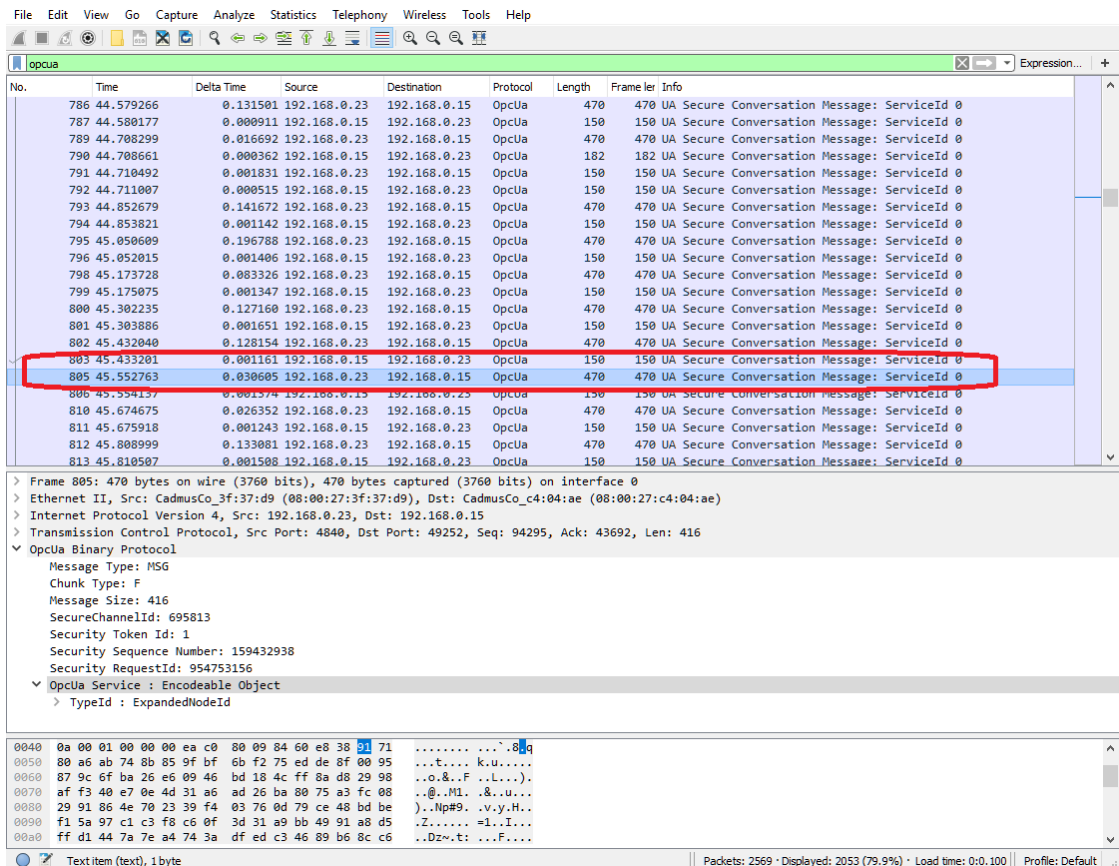 File Edit View Go Capture Analyze Statistics Telephony Wireless Tools Help
opcua Expression... +
No. Time Delta Time Source Destination Protocol Length Frame ler Info
786 44.579266 0.131501 192.168.0.23 192.168.0.15 OpcUa 470 470 UA Secure Conversation Message: ServiceId 0
787 44.580177 0.000911 192.168.0.15 192.168.0.23 OpcUa 150 150 UA Secure Conversation Message: ServiceId 0
789 44.708299 0.016692 192.168.0.23 192.168.0.15 OpcUa 470 470 UA Secure Conversation Message: ServiceId 0
790 44.708661 0.000362 192.168.0.15 192.168.0.23 OpcUa 182 182 UA Secure Conversation Message: ServiceId 0
791 44.710492 0.001831 192.168.0.15 192.168.0.23 OpcUa 150 150 UA Secure Conversation Message: ServiceId 0
792 44.711007 0.000515 192.168.0.15 192.168.0.23 OpcUa 150 150 UA Secure Conversation Message: ServiceId 0
793 44.852679 0.141672 192.168.0.23 192.168.0.15 OpcUa 470 470 UA Secure Conversation Message: ServiceId 0
794 44.853821 0.001142 192.168.0.15 192.168.0.23 OpcUa 150 150 UA Secure Conversation Message: ServiceId 0
795 45.050609 0.196788 192.168.0.23 192.168.0.15 OpcUa 470 470 UA Secure Conversation Message: ServiceId 0
796 45.052015 0.001406 192.168.0.15 192.168.0.23 OpcUa 150 150 UA Secure Conversation Message: ServiceId 0
798 45.173728 0.083326 192.168.0.23 192.168.0.15 OpcUa 470 470 UA Secure Conversation Message: ServiceId 0
799 45.175075 0.001347 192.168.0.15 192.168.0.23 OpcUa 150 150 UA Secure Conversation Message: ServiceId 0
800 45.302235 0.127160 192.168.0.23 192.168.0.15 OpcUa 470 470 UA Secure Conversation Message: ServiceId 0
801 45.303886 0.001651 192.168.0.15 192.168.0.23 OpcUa 150 150 UA Secure Conversation Message: ServiceId 0
802 45.432040 0.128154 192.168.0.23 192.168.0.15 OpcUa 470 470 UA Secure Conversation Message: ServiceId 0
803 45.433201 0.001161 192.168.0.15 192.168.0.23 OpcUa 150 150 UA Secure Conversation Message: ServiceId 0
805 45.552763 0.030605 192.168.0.23 192.168.0.15 OpcUa 470 470 UA Secure Conversation Message: ServiceId 0
806 45.554137 0.001374 192.168.0.15 192.168.0.23 OpcUa 150 150 UA Secure Conversation Message: ServiceId 0
810 45.674675 0.026352 192.168.0.23 192.168.0.15 OpcUa 470 470 UA Secure Conversation Message: ServiceId 0
811 45.675918 0.001243 192.168.0.15 192.168.0.23 OpcUa 150 150 UA Secure Conversation Message: ServiceId 0
812 45.808999 0.133081 192.168.0.23 192.168.0.15 OpcUa 470 470 UA Secure Conversation Message: ServiceId 0
813 45.810507 0.001508 192.168.0.15 192.168.0.23 OpcUa 150 150 UA Secure Conversation Message: ServiceId 0
> Frame 805: 470 bytes on wire (3760 bits), 470 bytes captured (3760 bits) on interface 0
> Ethernet II, Src: CadmusCo_3f:37:d9 (08:00:27:3f:37:d9), Dst: CadmusCo_c4:04:ae (08:00:27:c4:04:ae)
> Internet Protocol Version 4, Src: 192.168.0.23, Dst: 192.168.0.15
> Transmission Control Protocol, Src Port: 4840, Dst Port: 49252, Seq: 94295, Ack: 43692, Len: 416
OpcUa Binary Protocol
Message Type: MSG
Chunk Type: F
Message Size: 416
SecureChannelId: 695813
Security Token Id: 1
Security Sequence Number: 159432938
Security RequestId: 954753156
OpcUa Service : Encodeable Object
> TypeId : ExpandedNodeId
0040 0a 00 01 00 00 00 ea c0 80 09 84 60 e8 38 91 71 ........ ...`.8.q
0050 80 a6 ab 74 8b 85 9f bf 6b f2 75 ed de 8f 00 95 ...t.... k.u.....
0060 87 9c 6f ba 26 e6 09 46 bd 18 4c ff 8a d8 29 98 ..o.&..F ..L...).
0070 af f3 40 e7 0e 4d 31 a6 ad 26 ba 80 75 a3 fc 08 ..@..M1. .&..u...
0080 29 91 86 4e 70 23 39 f4 03 76 0d 79 ce 48 bd be )..Np#9. .v.y.H..
0090 f1 5a 97 c1 c3 f8 c6 0f 3d 31 a9 bb 49 91 a8 d5 .Z...... =1..I...
00a0 ff d1 44 7a 7e a4 74 3a df ed c3 46 89 b6 8c c6 ..Dz~.t: ...F....
Text item (text), 1 byte Packets: 2569 · Displayed: 2053 (79.9%) · Load time: 0:0.100 Profile: Default